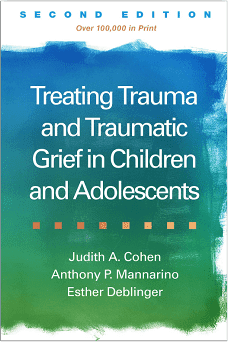 SECOND EDITION
Over 100,000 in Print
Treating Trauma
and Traumatic
Grief in Children
and Adolescents
Judith A. Cohen
Anthony P. Mannarino
Esther Deblinger